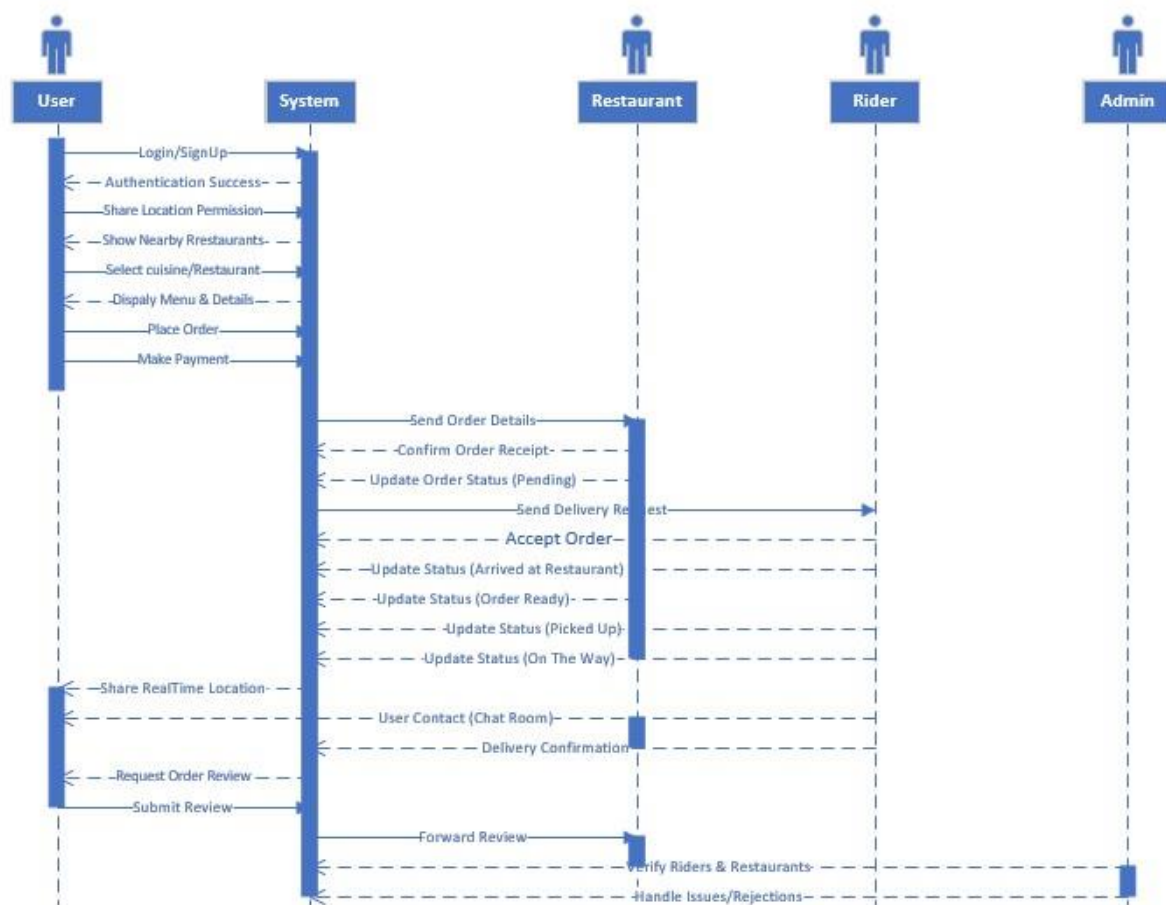 User
System
Restaurant
Rider
Admin
Login/SignUp
Authentication Success
Share Location Permission
Show Nearby Rrestaurants
Select cuisine/Restaurant
Dispaly Menu & Details
Place Order
Make Payment
Send Order Details
Confirm Order Receipt
Update Order Status (Pending)
Send Delivery Re est
Accept Order
Update Status (Arrived at Restaurant)
Update Status (Order Ready)
Update Status (Picked Up)
Update Status (On The Way)
Share RealTime Location
User Contact (Chat Room)
Delivery Confirmation
Request Order Review
Submit Review
Forward Review
Verify Riders & Restaurants
Handle Issues/Rejections